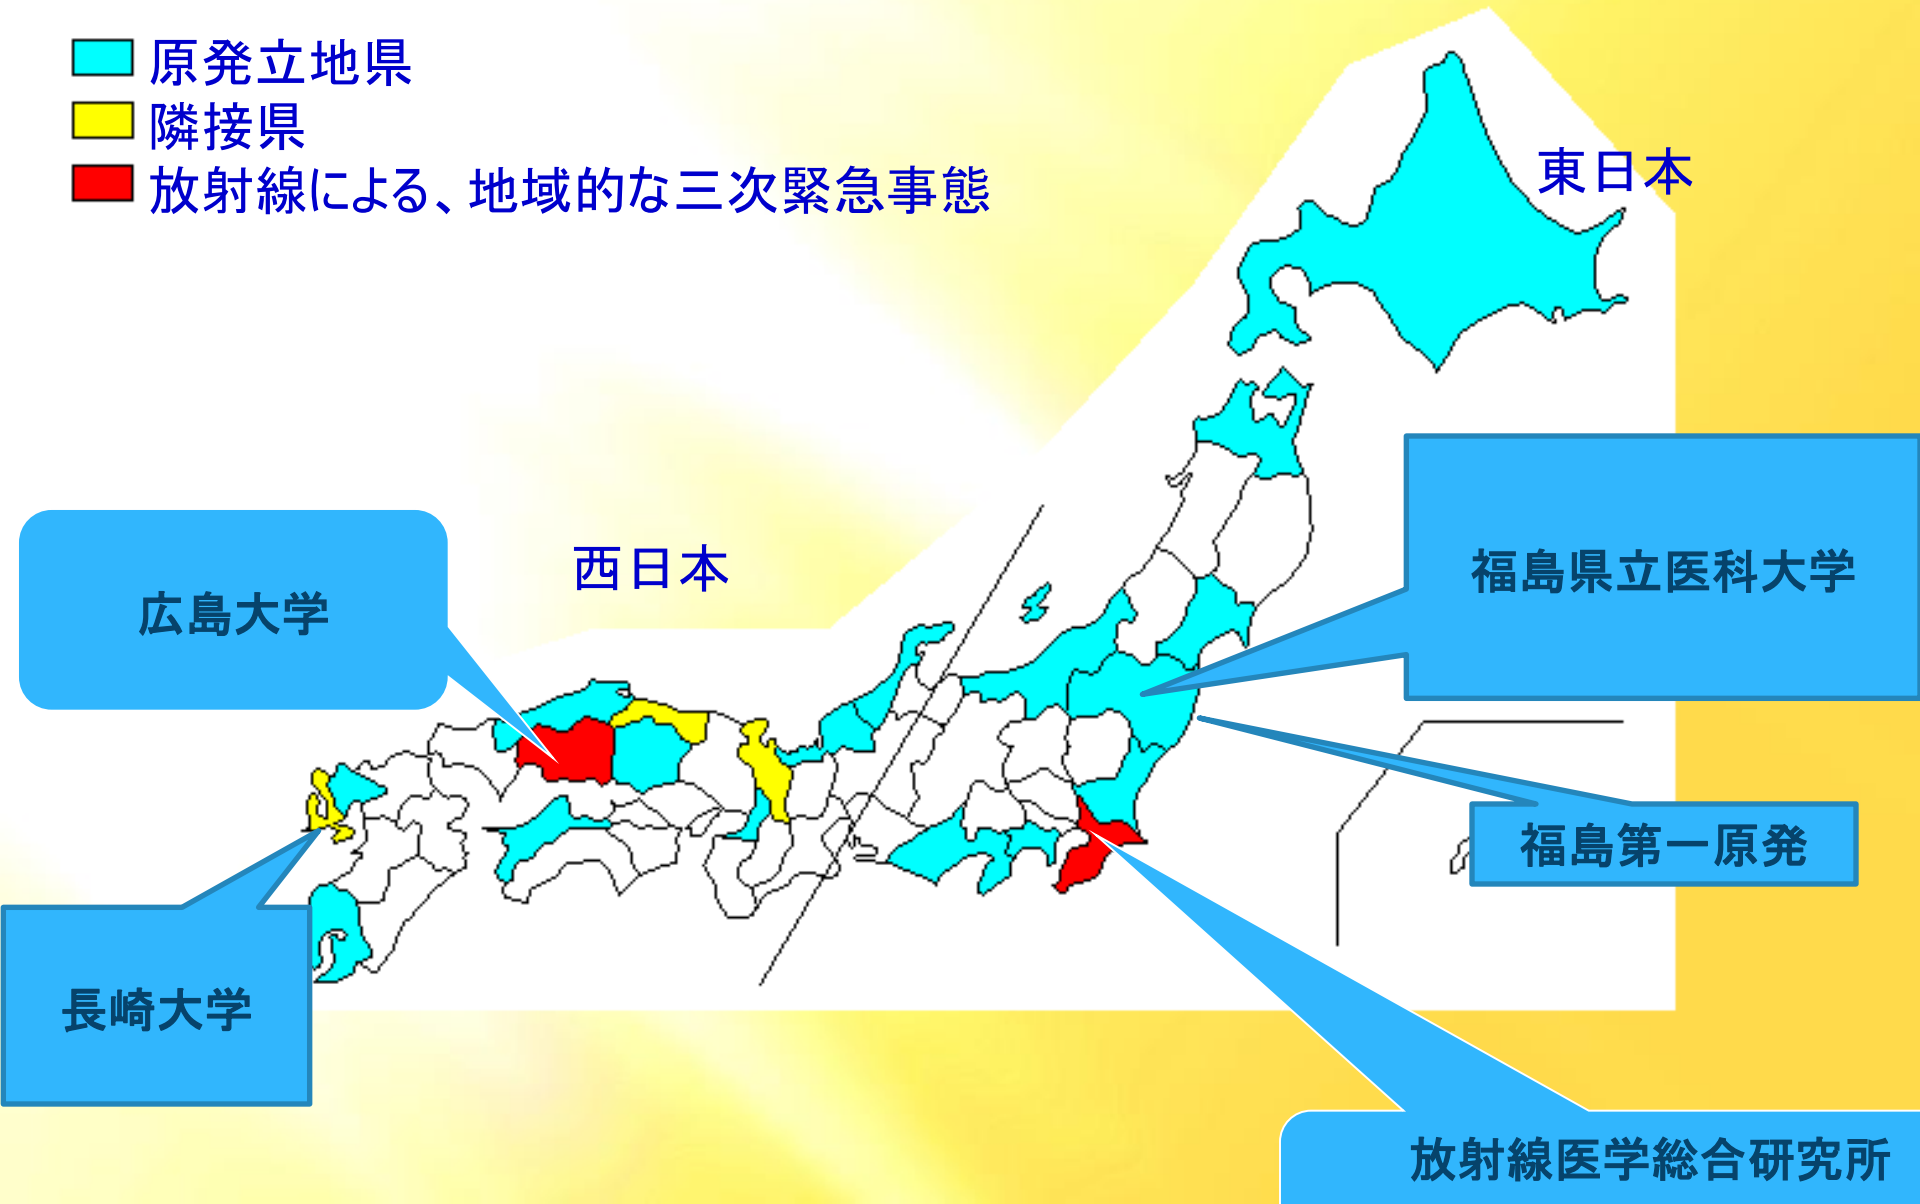 原発立地県
隣接県
放射線による、地域的な三次緊急事態
東日本
西日本
福島県立医科大学
広島大学
福島第一原発
長崎大学
放射線医学総合研究所